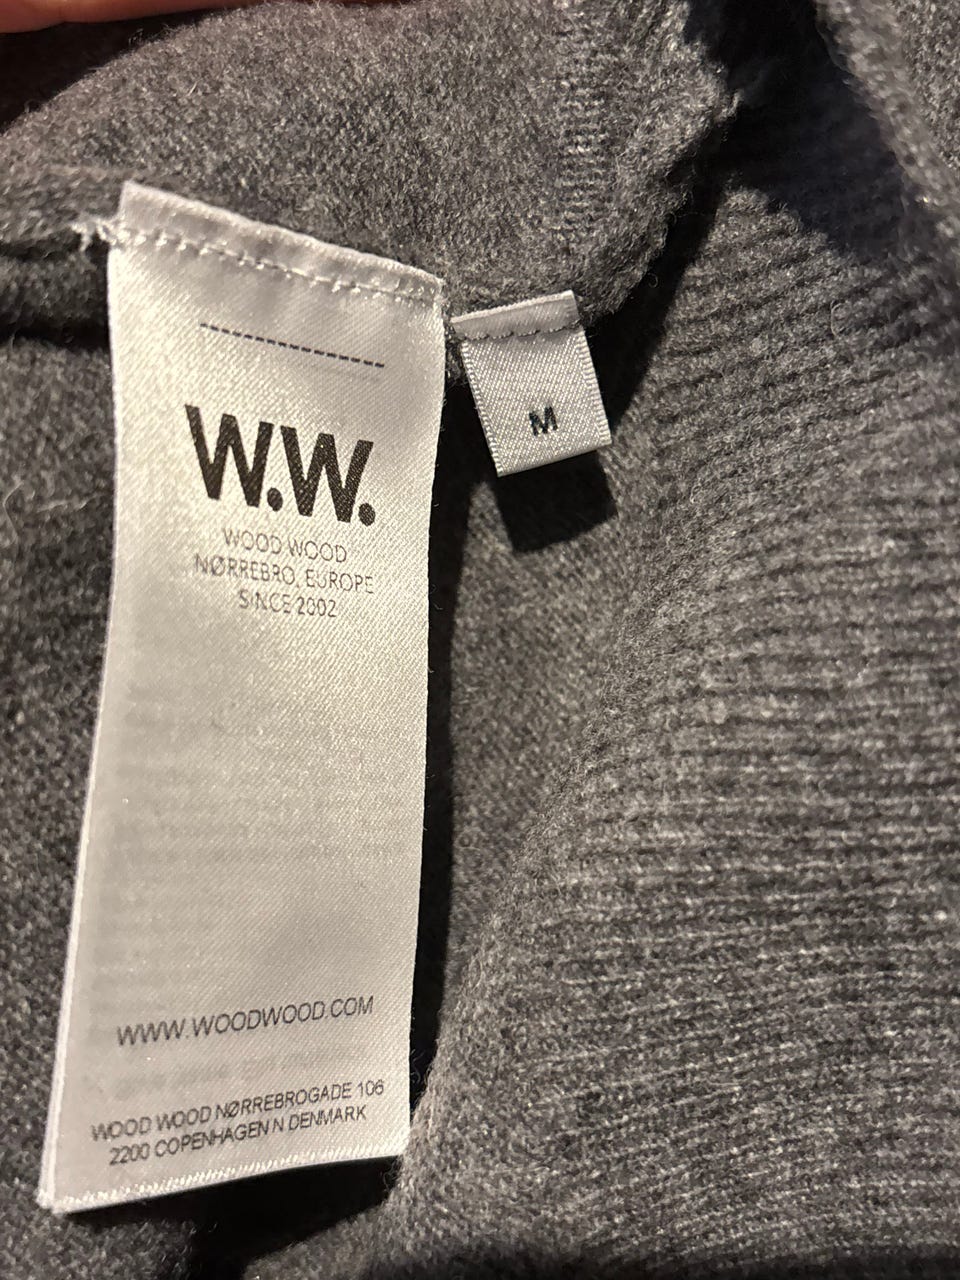 W.W.
WOOD WOOD
NØRREBRO, EUROPE
SINCE 2002
M
WWW.WOODWOOD.COM
WOOD WOOD NØRREBROGADE 106
2200 COPENHAGEN N DENMARK